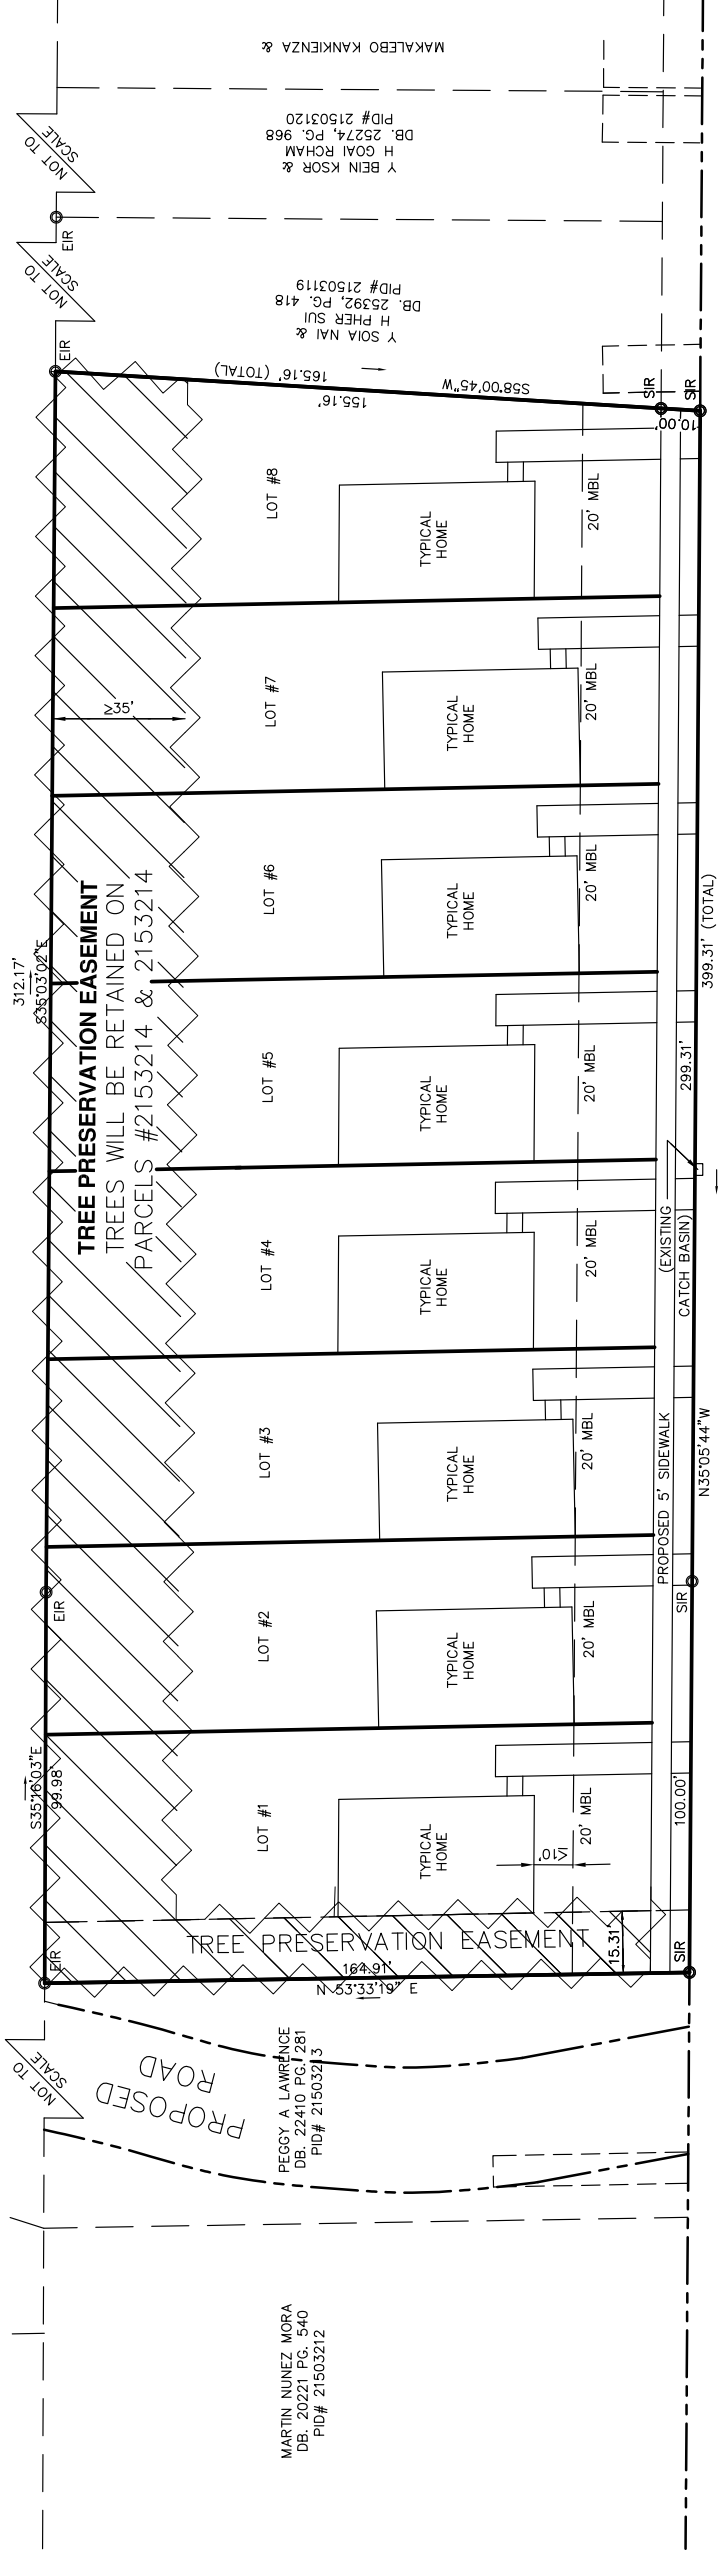 MAKALEBO KANKIENZA &
Y BEIN KSOR &
H GOAI RCHAM
DB. 25274, PG. 968
PID# 21503120
NOT TO
SCALE
EIR
NOT TO
SCALE
Y SOIA NAI &
H PHER SUI
DB. 25392, PG. 418
PID# 21503119
EIR
165.16' (TOTAL)
155.16'
S58°00'45"W
SIR
SIR
10.00'
LOT #8
TYPICAL
HOME
20' MBL
LOT #7
TYPICAL
HOME
20' MBL
≥35'
LOT #6
TYPICAL
HOME
20' MBL
TREE PRESERVATION EASEMENT
TREES WILL BE RETAINED ON
PARCELS #2153214 & 2153214
312.17'
S35°03'02"E
399.31' (TOTAL)
LOT #5
TYPICAL
HOME
20' MBL
299.31'
LOT #4
TYPICAL
HOME
20' MBL
(EXISTING
CATCH BASIN)
LOT #3
TYPICAL
HOME
20' MBL
PROPOSED 5' SIDEWALK
N35°05'44"W
EIR
LOT #2
TYPICAL
HOME
20' MBL
SIR
S35°16'03"E
99.98'
LOT #1
TYPICAL
HOME
20' MBL
≥10'
100.00'
TREE PRESERVATION EASEMENT
15.31'
EIR
SIR
164.91'
N 53°33'19" E
NOT TO
SCALE
PROPOSED
ROAD
PEGGY A LAWRENCE
DB. 22410 PG. 281
PID# 21503213
MARTIN NUNEZ MORA
DB. 20221 PG. 540
PID# 21503212